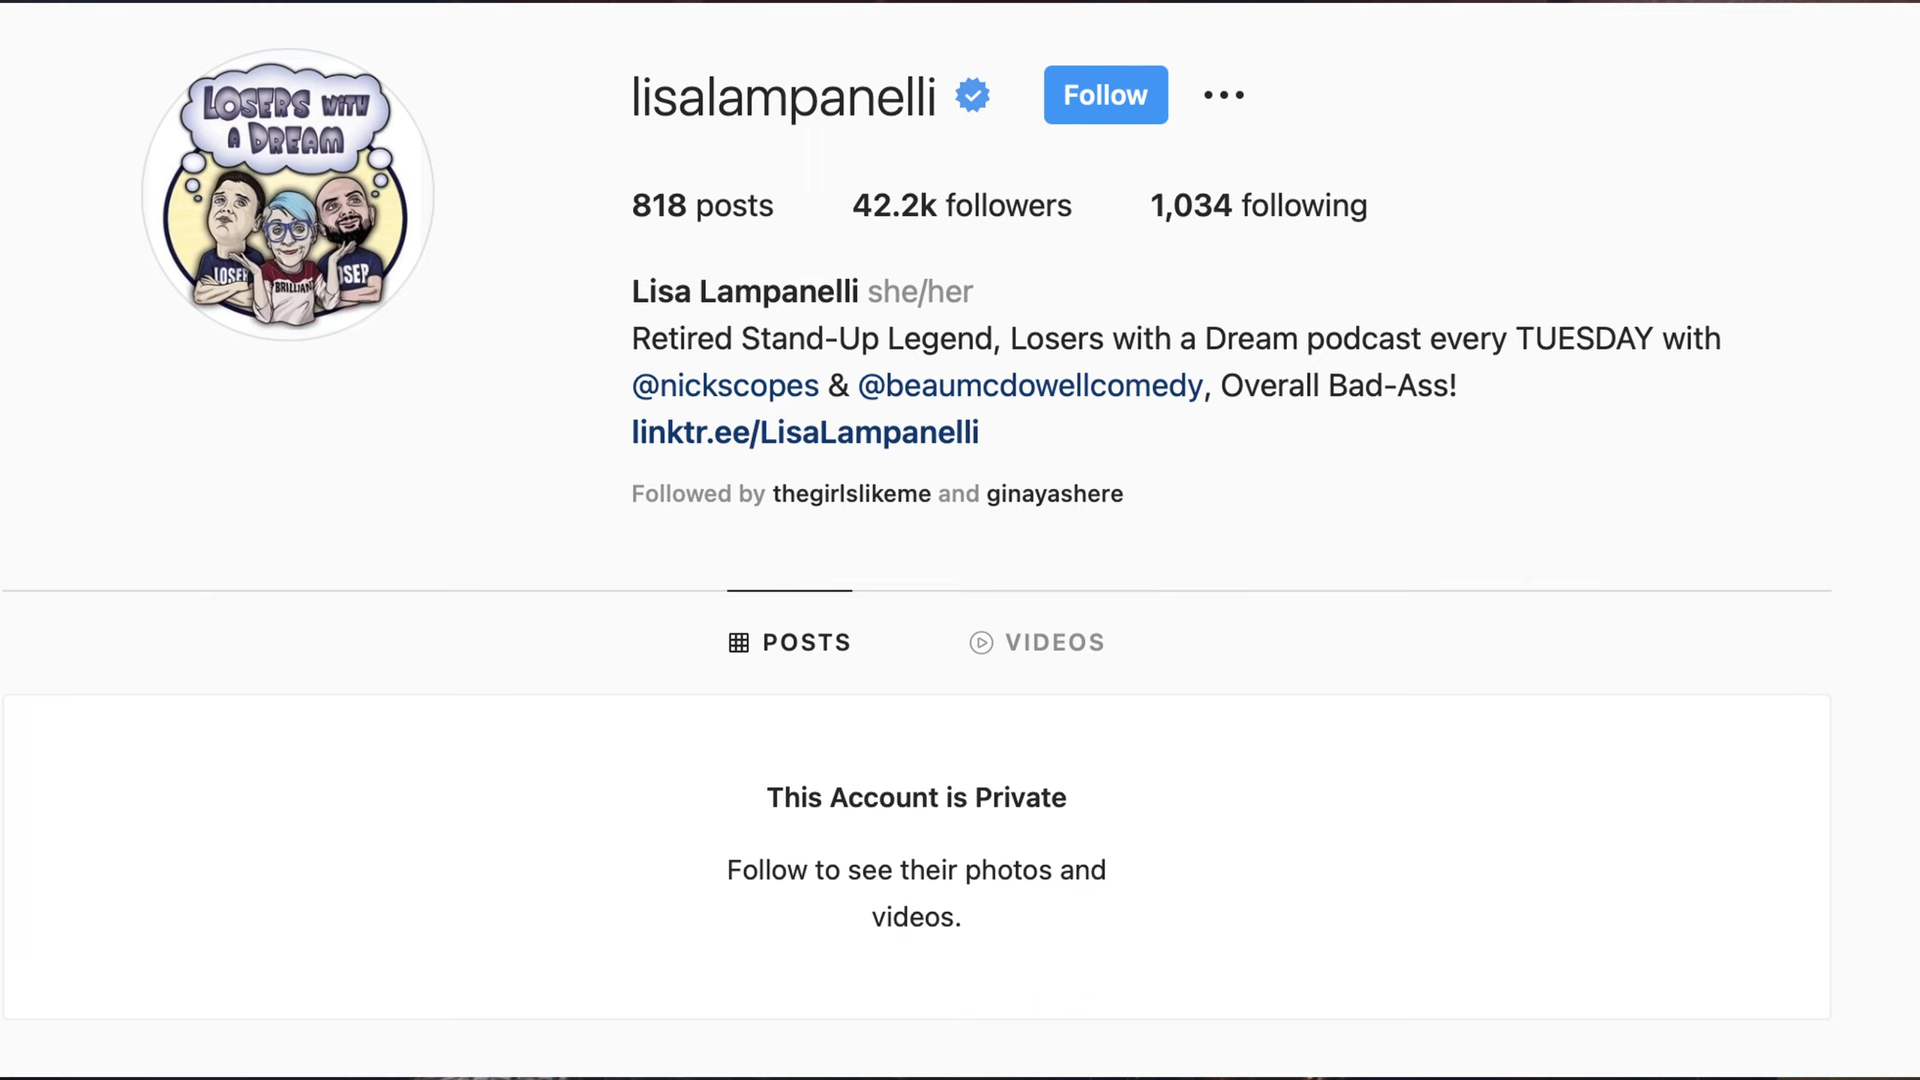 LOSERS WITH
A DREAM
LOSER
BRILLIANT
LOSER
lisalampanelli
Follow
818 posts 42.2k followers 1,034 following
Lisa Lampanelli she/her
Retired Stand-Up Legend, Losers with a Dream podcast every TUESDAY with
@nickscopes & @beaumcdowellcomedy, Overall Bad-Ass!
linktr.ee/LisaLampanelli
Followed by thegirlslikeme and ginayashere
POSTS VIDEOS
This Account is Private
Follow to see their photos and
videos.